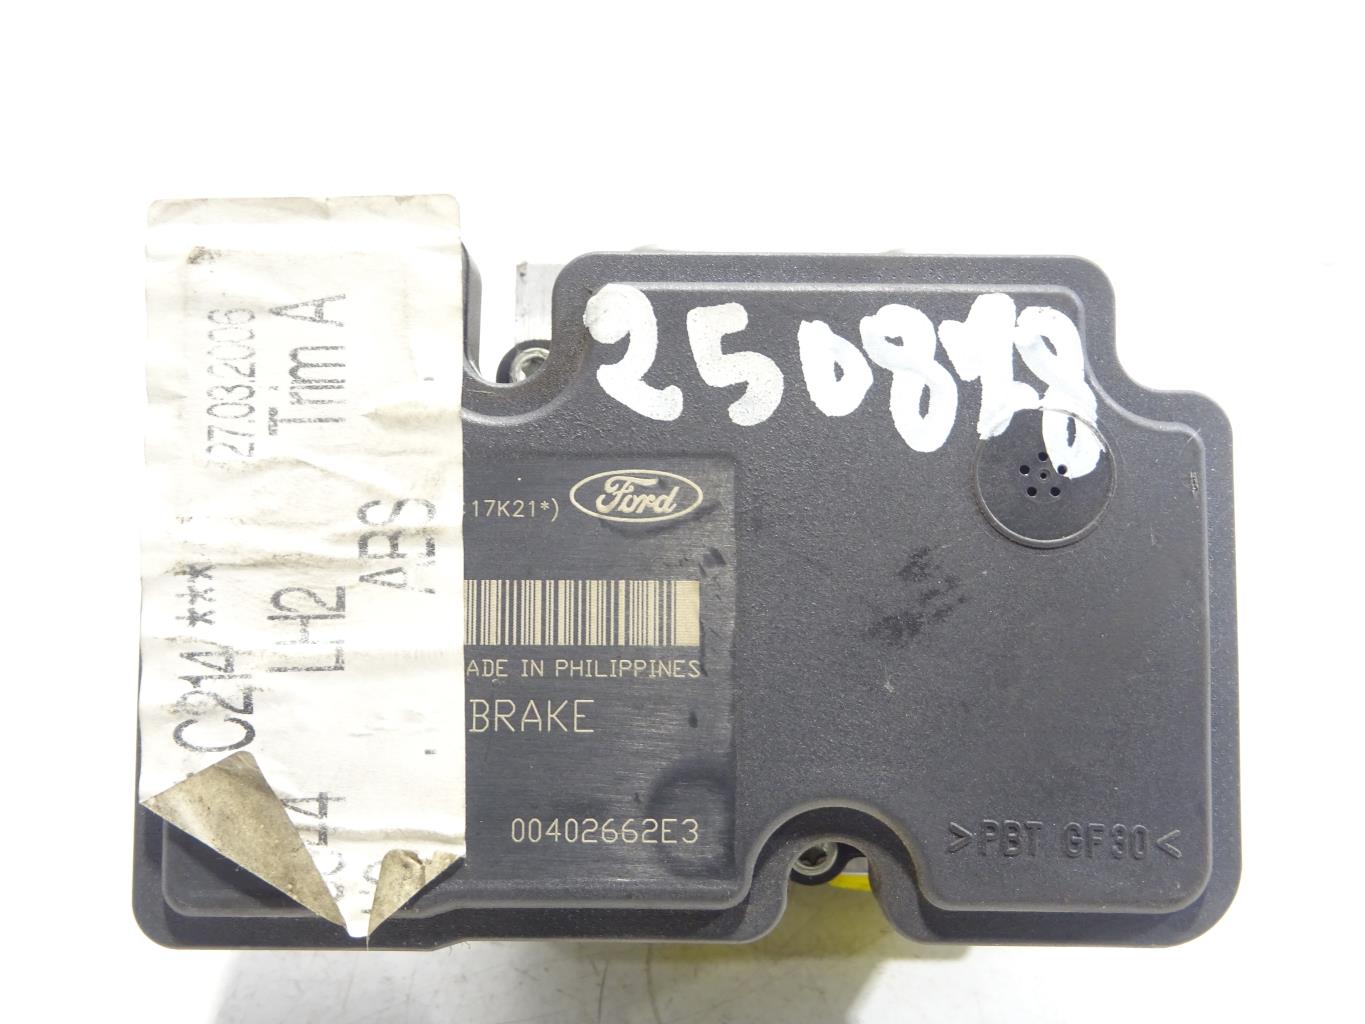 250878
27.03.2006
Trim A
C214***
LH2
ABS
17K21*)
Ford
ADE IN PHILIPPINES
BRAKE
00402662E3
>PBT GF30<